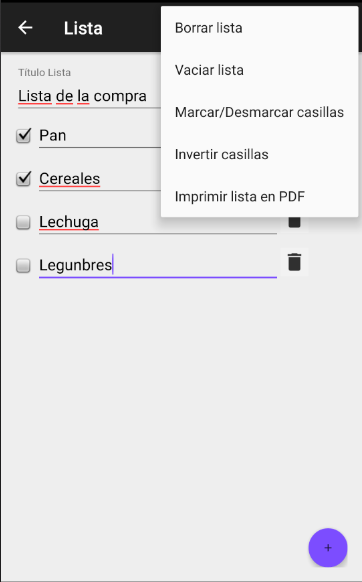 Lista
Borrar lista
Vaciar lista
Marcar/Desmarcar casillas
Invertir casillas
Imprimir lista en PDF
Título Lista
Lista de la compra
Pan
Cereales
Lechuga
Legunbres
+